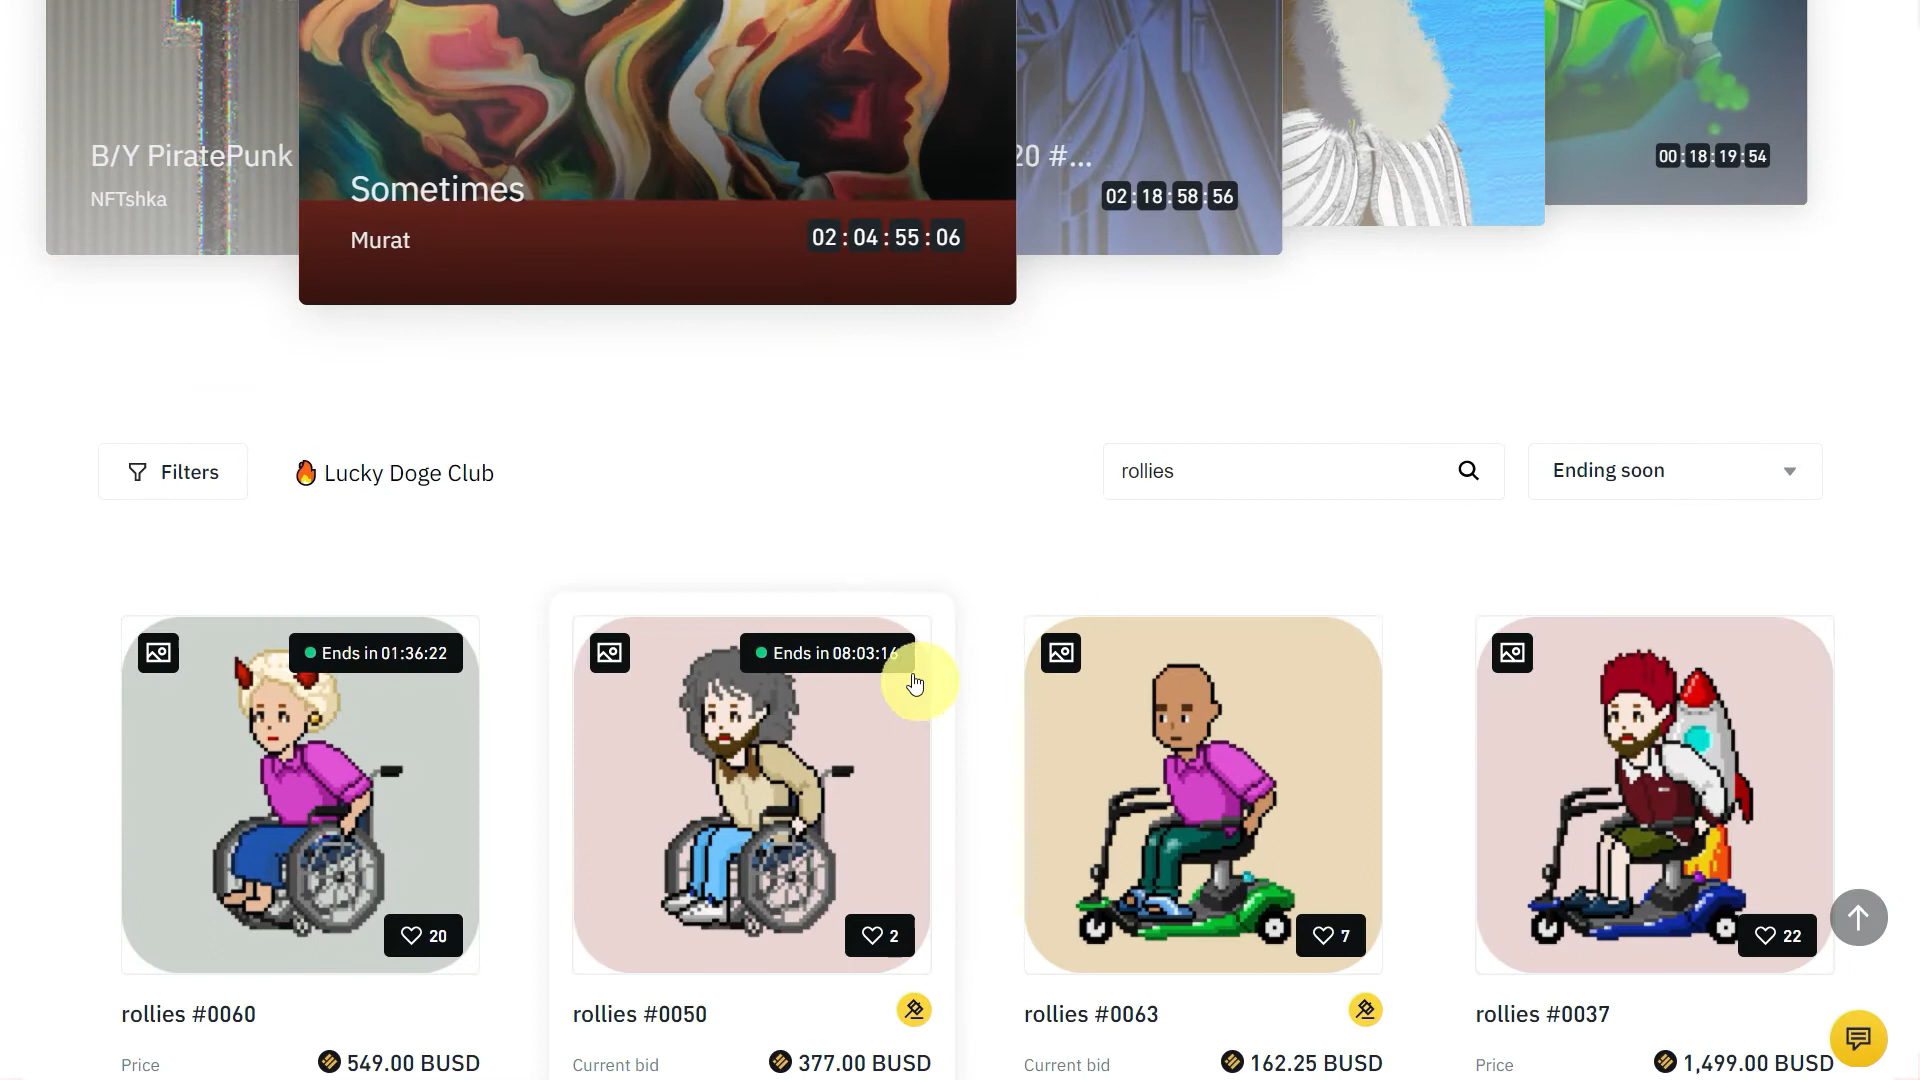 B/Y PiratePunk
NFTshka
Sometimes
Murat
02:04:55:06
20 #...
02:18:58:56
00:18:19:54
Filters
Lucky Doge Club
rollies
Ending soon
Ends in 01:36:22
20
rollies #0060
Price
549.00 BUSD
Ends in 08:03:16
2
rollies #0050
Current bid
377.00 BUSD
7
rollies #0063
Current bid
162.25 BUSD
22
rollies #0037
Price
1,499.00 BUSD